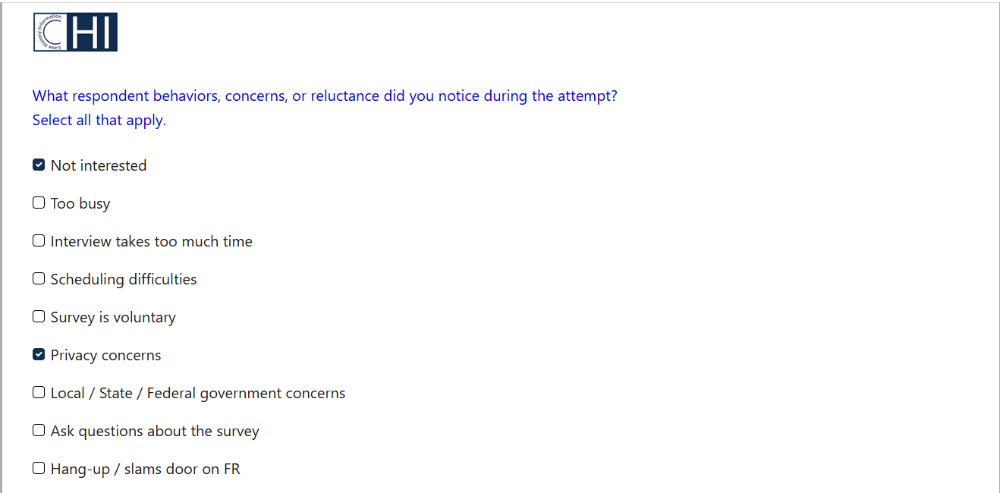 Case History Information
CHI
What respondent behaviors, concerns, or reluctance did you notice during the attempt?
Select all that apply.
Not interested
Too busy
Interview takes too much time
Scheduling difficulties
Survey is voluntary
Privacy concerns
Local / State / Federal government concerns
Ask questions about the survey
Hang-up / slams door on FR